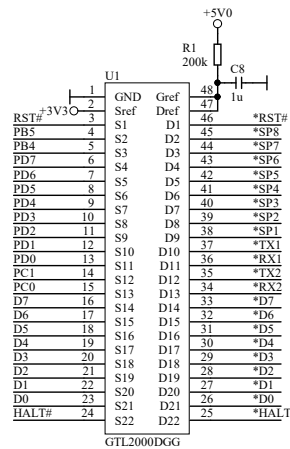 +5V0
R1
200k
C8
1u
U1
1 GND Gref 48
+3V3 2 Sref Dref 47
RST# 3 S1 D1 46 *RST#
PB5 4 S2 D2 45 *SP8
PB4 5 S3 D3 44 *SP7
PD7 6 S4 D4 43 *SP6
PD6 7 S5 D5 42 *SP5
PD5 8 S6 D6 41 *SP4
PD4 9 S7 D7 40 *SP3
PD3 10 S8 D8 39 *SP2
PD2 11 S9 D9 38 *SP1
PD1 12 S10 D10 37 *TX1
PD0 13 S11 D11 36 *RX1
PC1 14 S12 D12 35 *TX2
PC0 15 S13 D13 34 *RX2
D7 16 S14 D14 33 *D7
D6 17 S15 D15 32 *D6
D5 18 S16 D16 31 *D5
D4 19 S17 D17 30 *D4
D3 20 S18 D18 29 *D3
D2 21 S19 D19 28 *D2
D1 22 S20 D20 27 *D1
D0 23 S21 D21 26 *D0
HALT# 24 S22 D22 25 *HALT
GTL2000DGG